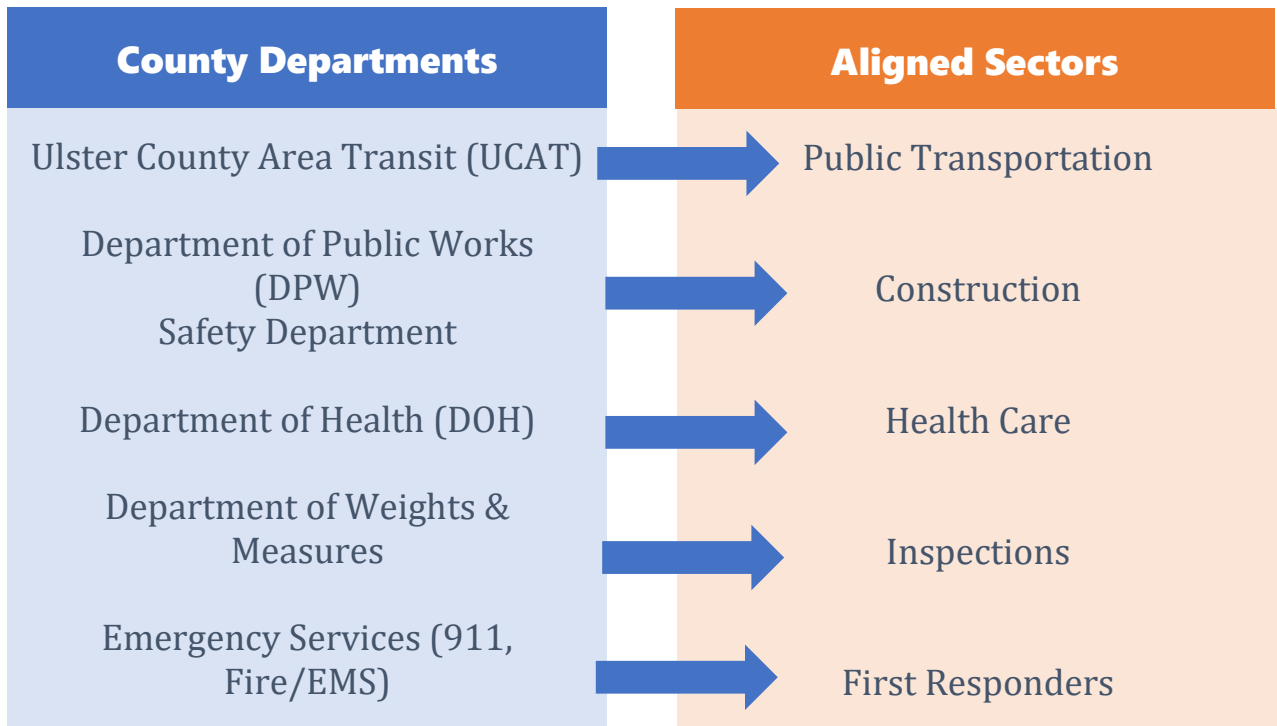 County Departments
Aligned Sectors
Ulster County Area Transit (UCAT)
Public Transportation
Department of Public Works
(DPW)
Safety Department
Construction
Department of Health (DOH)
Health Care
Department of Weights &
Measures
Inspections
Emergency Services (911,
Fire/EMS)
First Responders